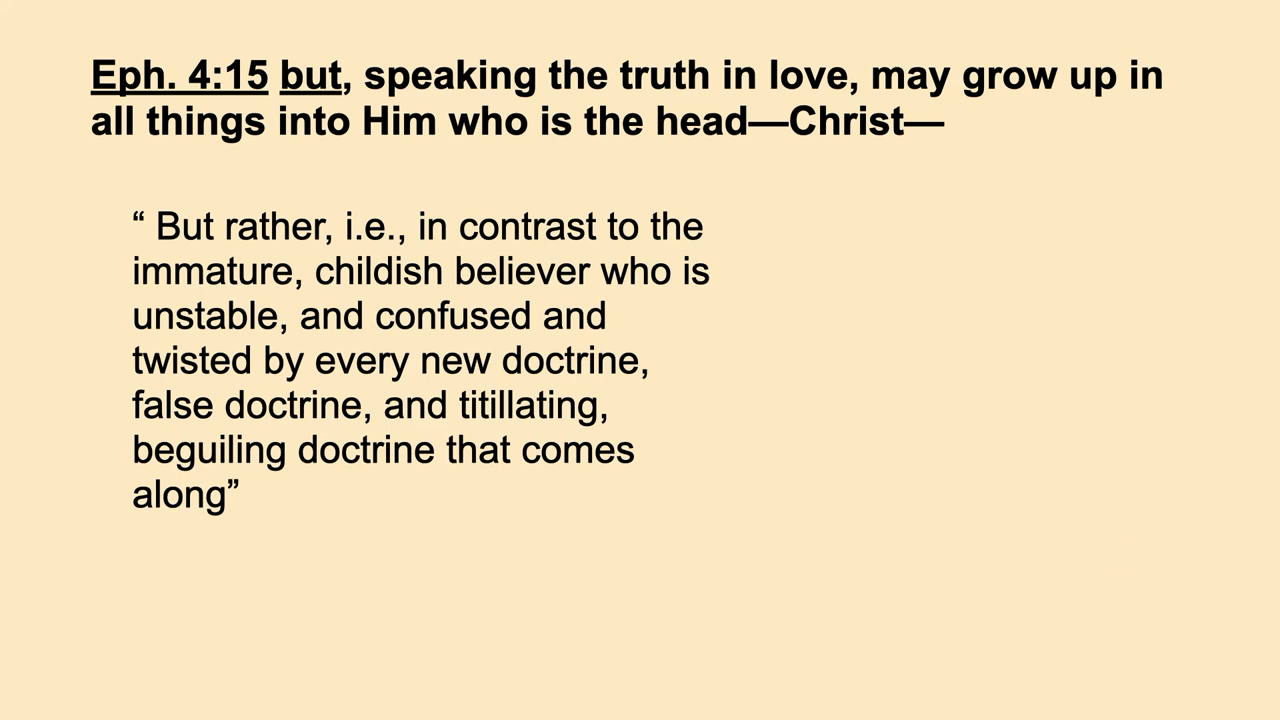 Eph. 4:15 but, speaking the truth in love, may grow up in
all things into Him who is the head—Christ—
“ But rather, i.e., in contrast to the
immature, childish believer who is
unstable, and confused and
twisted by every new doctrine,
false doctrine, and titillating,
beguiling doctrine that comes
along”